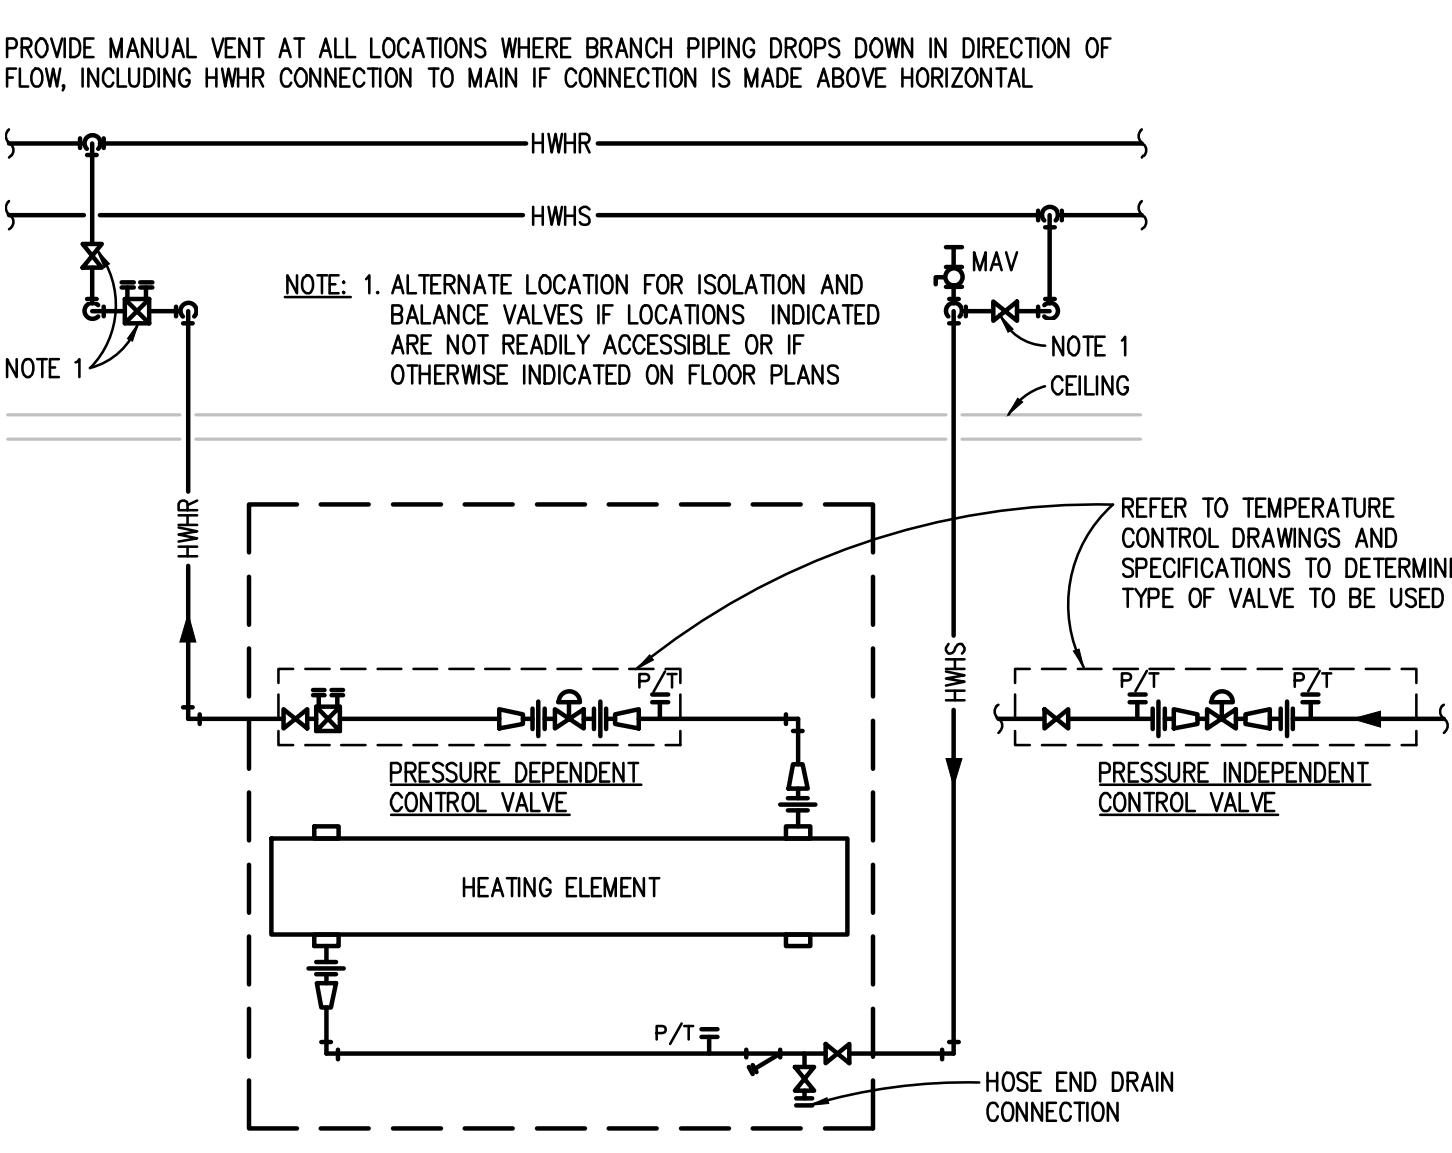 PROVIDE MANUAL VENT AT ALL LOCATIONS WHERE BRANCH PIPING DROPS DOWN IN DIRECTION OF
FLOW, INCLUDING HWHR CONNECTION TO MAIN IF CONNECTION IS MADE ABOVE HORIZONTAL
HWHR
HWHS
MAV
NOTE: 1. ALTERNATE LOCATION FOR ISOLATION AND
BALANCE VALVES IF LOCATIONS INDICATED
ARE NOT READILY ACCESSIBLE OR IF
OTHERWISE INDICATED ON FLOOR PLANS
NOTE 1
NOTE 1
CEILING
HWHR
REFER TO TEMPERATURE
CONTROL DRAWINGS AND
SPECIFICATIONS TO DETERMIN
TYPE OF VALVE TO BE USED
HWHS
P/T
P/T
P/T
PRESSURE DEPENDENT
CONTROL VALVE
PRESSURE INDEPENDENT
CONTROL VALVE
HEATING ELEMENT
P/T
HOSE END DRAIN
CONNECTION